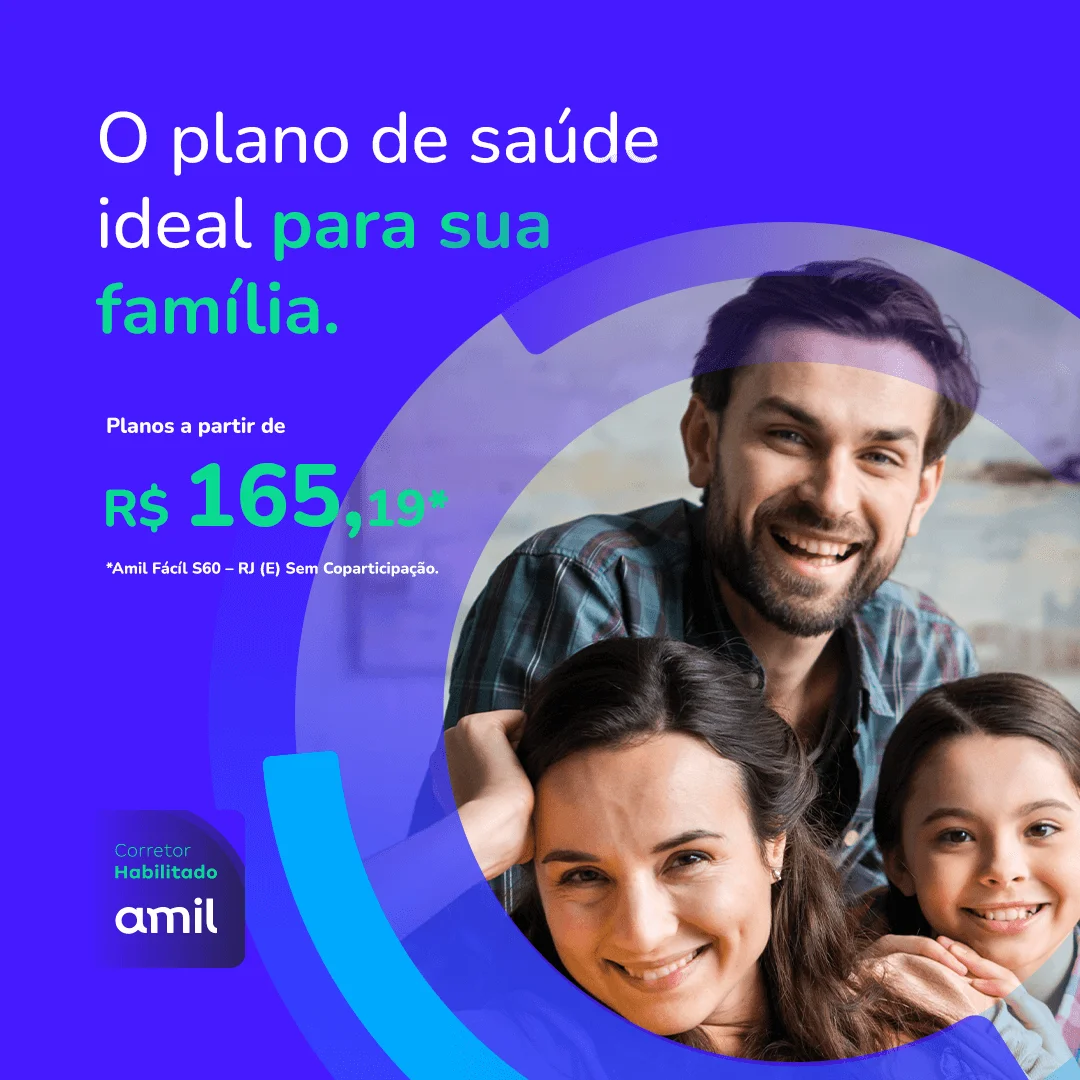 O plano de saúde
ideal para sua
família.
Planos a partir de
R$ 165,19*
*Amil Fácíl S60 – RJ (E) Sem Coparticipação.
Corretor
Habilitado
amil